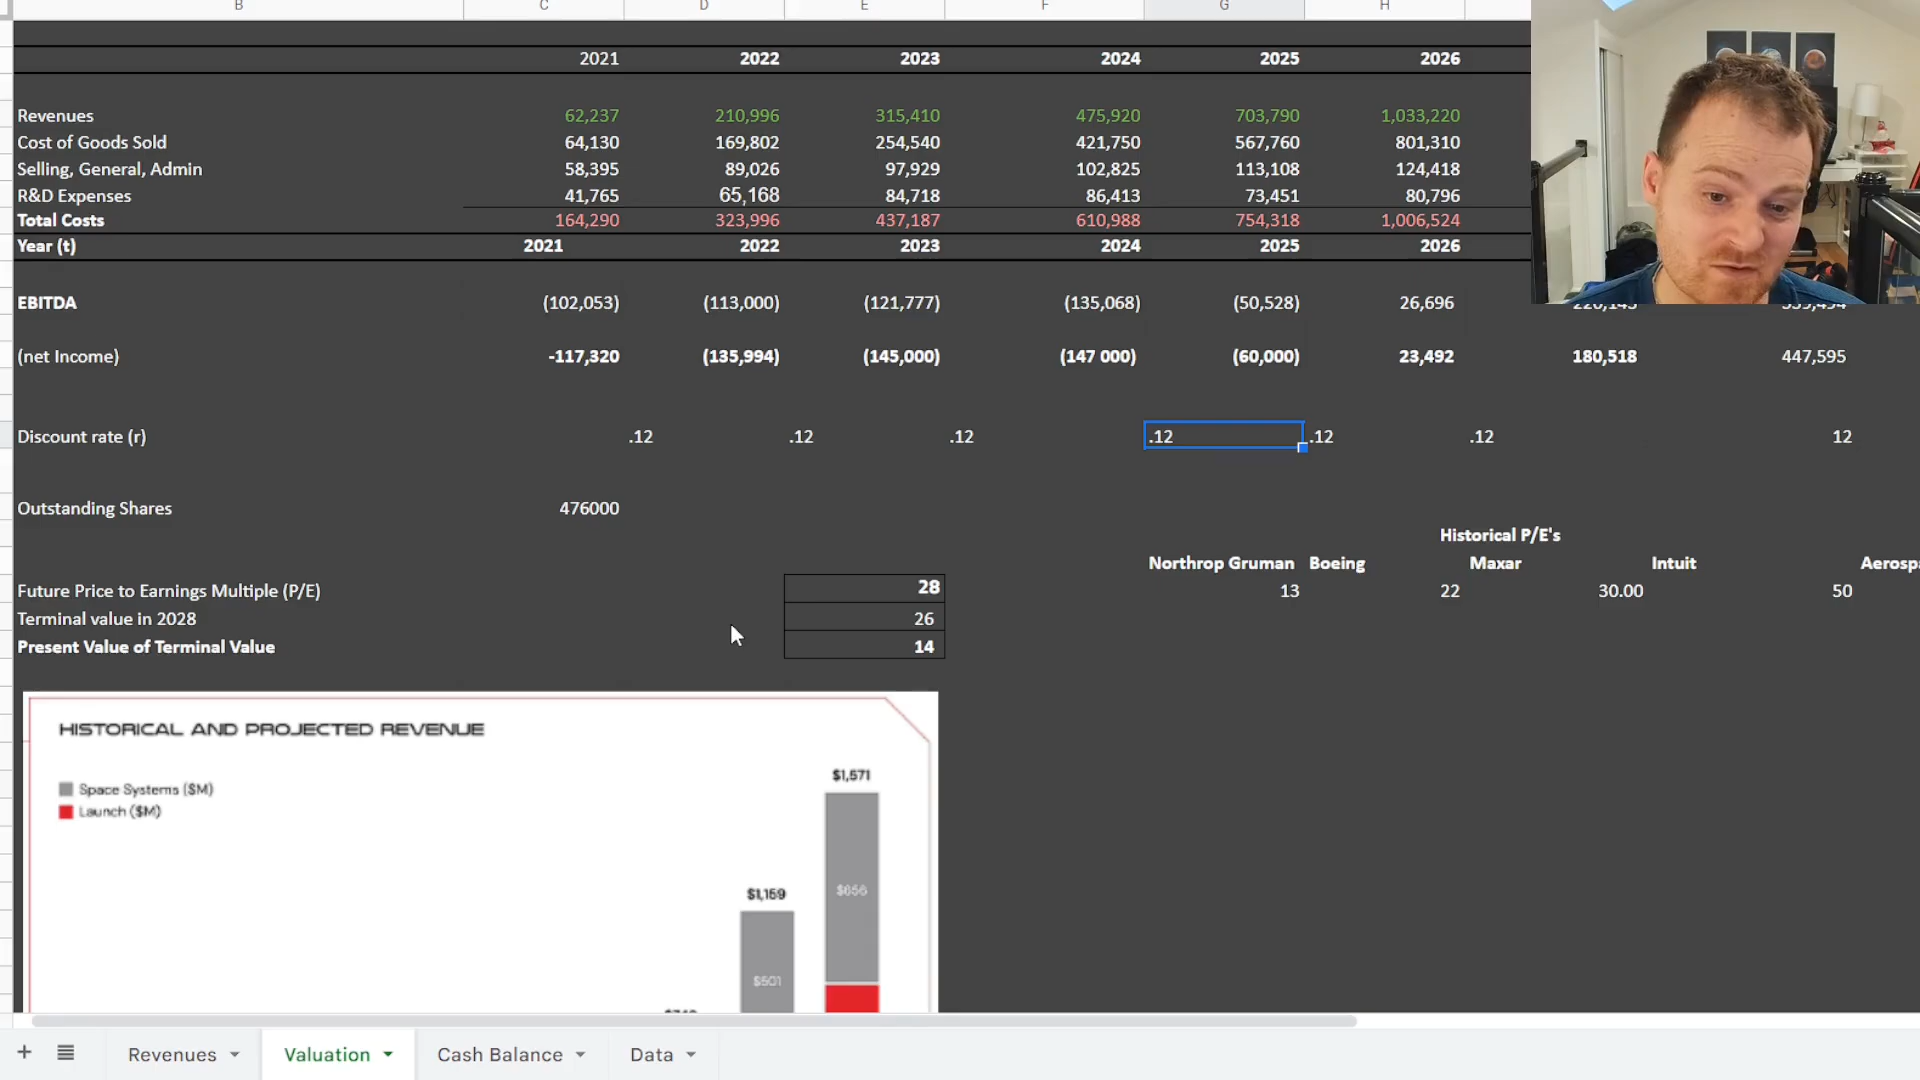 B C D E F G H
2021 2022 2023 2024 2025 2026
Revenues 62,237 210,996 315,410 475,920 703,790 1,033,220
Cost of Goods Sold 64,130 169,802 254,540 421,750 567,760 801,310
Selling, General, Admin 58,395 89,026 97,929 102,825 113,108 124,418
R&D Expenses 41,765 65,168 84,718 86,413 73,451 80,796
Total Costs 164,290 323,996 437,187 610,988 754,318 1,006,524
Year (t) 2021 2022 2023 2024 2025 2026
EBITDA (102,053) (113,000) (121,777) (135,068) (50,528) 26,696
(net Income) -117,320 (135,994) (145,000) (147 000) (60,000) 23,492 180,518 447,595
Discount rate (r) .12 .12 .12 .12 .12 .12 12
Outstanding Shares 476000
Historical P/E's
Northrop Gruman Boeing Maxar Intuit Aerosp
Future Price to Earnings Multiple (P/E) 28 13 22 30.00 50
Terminal value in 2028 26
Present Value of Terminal Value 14
HISTORICAL AND PROJECTED REVENUE
$1,571
Space Systems ($M)
Launch ($M)
$656
$1,159
$501
+ Revenues Valuation Cash Balance Data